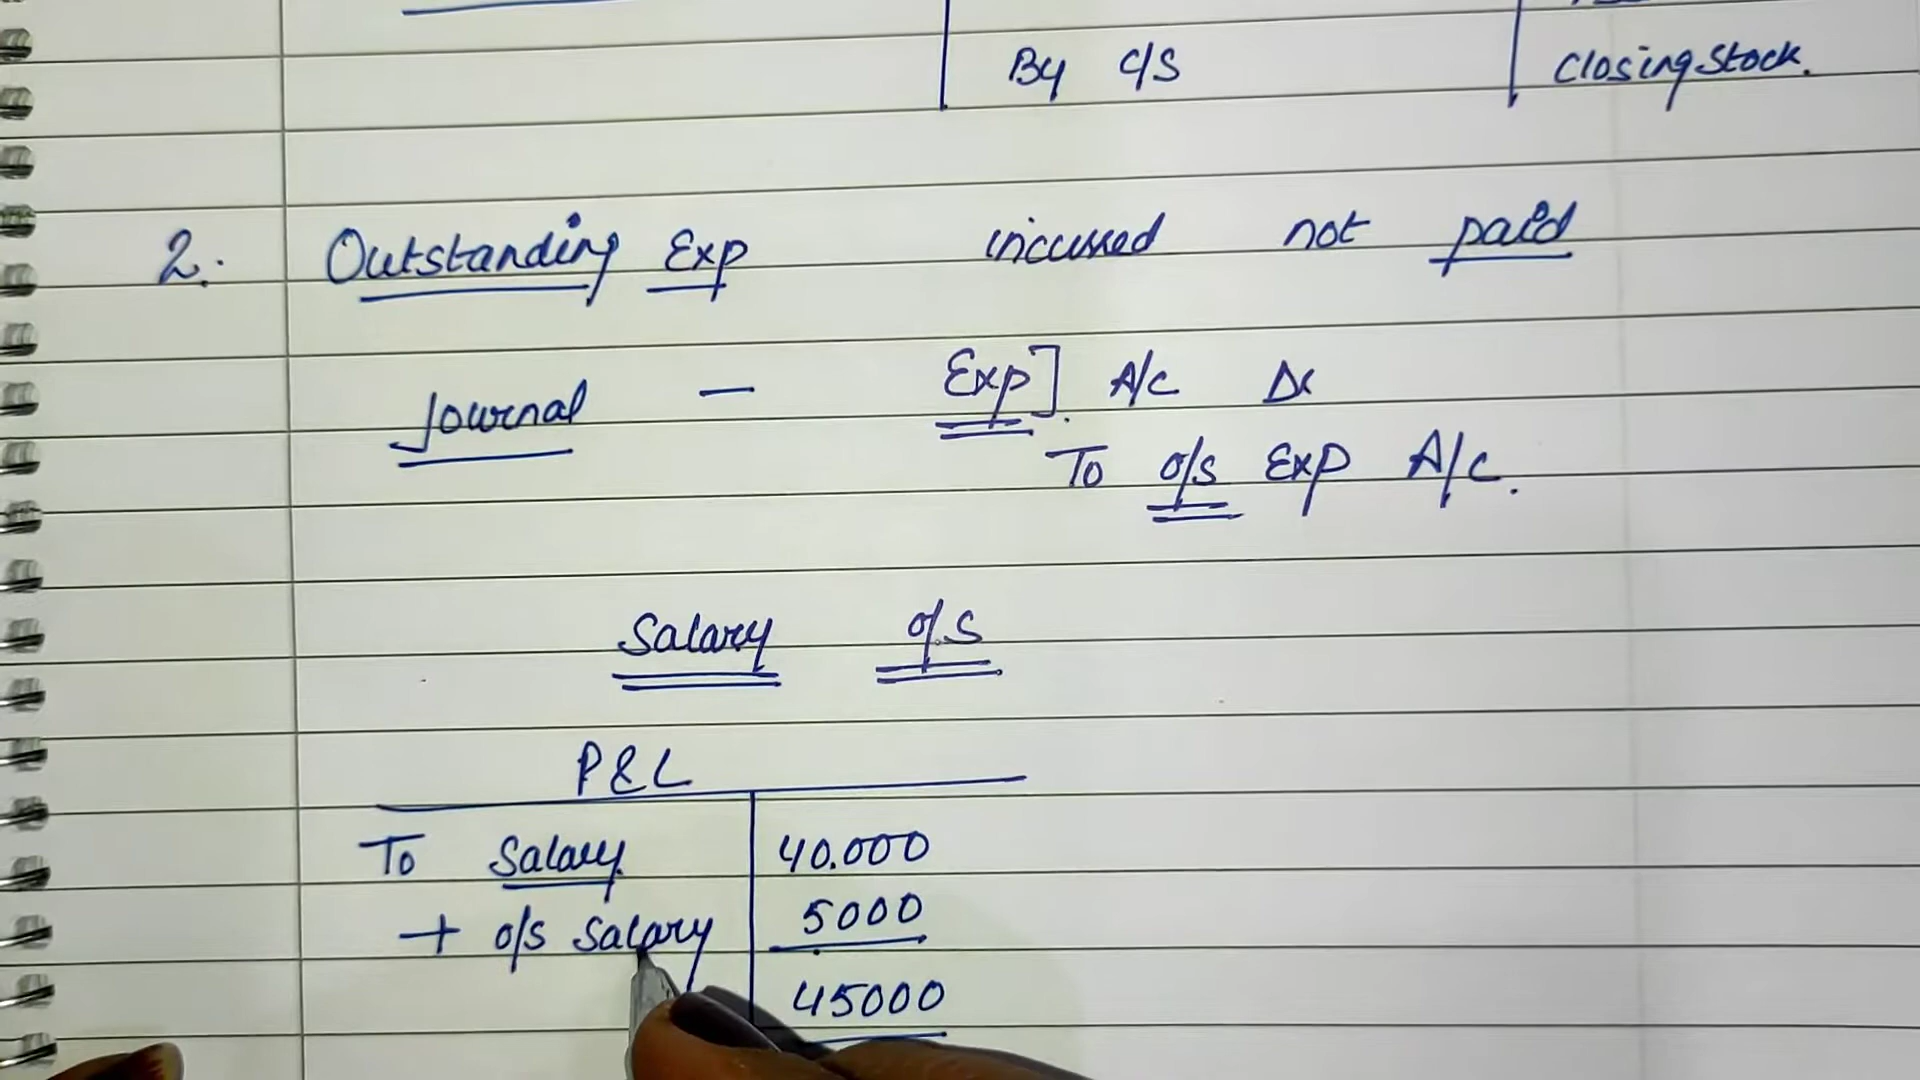 By C/S
Closing Stock.
2. Outstanding Exp incurred not paid
Journal — Exp]. A/c Dr
To o/s Exp A/c.
Salary o/s
P & L
To Salary 40.000
+ o/s Salary 5000
45000